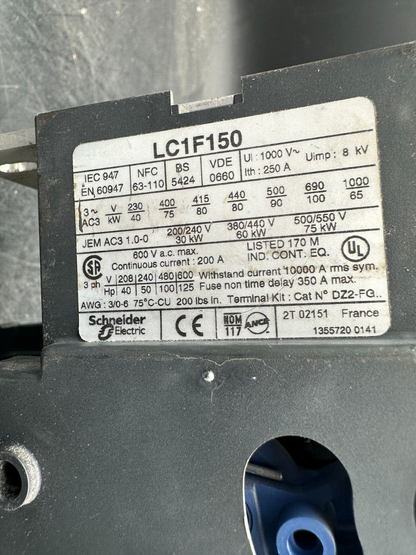 LC1F150
IEC 947 EN 60947
NFC 63-110
BS 5424
VDE 0660
Ui : 1000 V~ Uimp : 8 kV
Ith : 250 A
3~ V 230 400 415 440 500 690 1000
AC3 kW 40 75 80 80 90 100 65
JEM AC3 1.0-0 200/240 V 30 kW 380/440 V 60 kW 500/550 V 75 kW
SA 600 V a.c. max. LISTED 170 M UL
Continuous current : 200 A IND. CONT. EQ.
3 ph V 208 240 480 600 Withstand current 10000 A rms sym.
Hp 40 50 100 125 Fuse non time delay 350 A max.
AWG : 3/0-6 75°C-CU 200 lbs in. Terminal Kit : Cat N° DZ2-FG..
Schneider Electric
CE
NOM 117 ANCE
2T 02151 France
1355720 0141